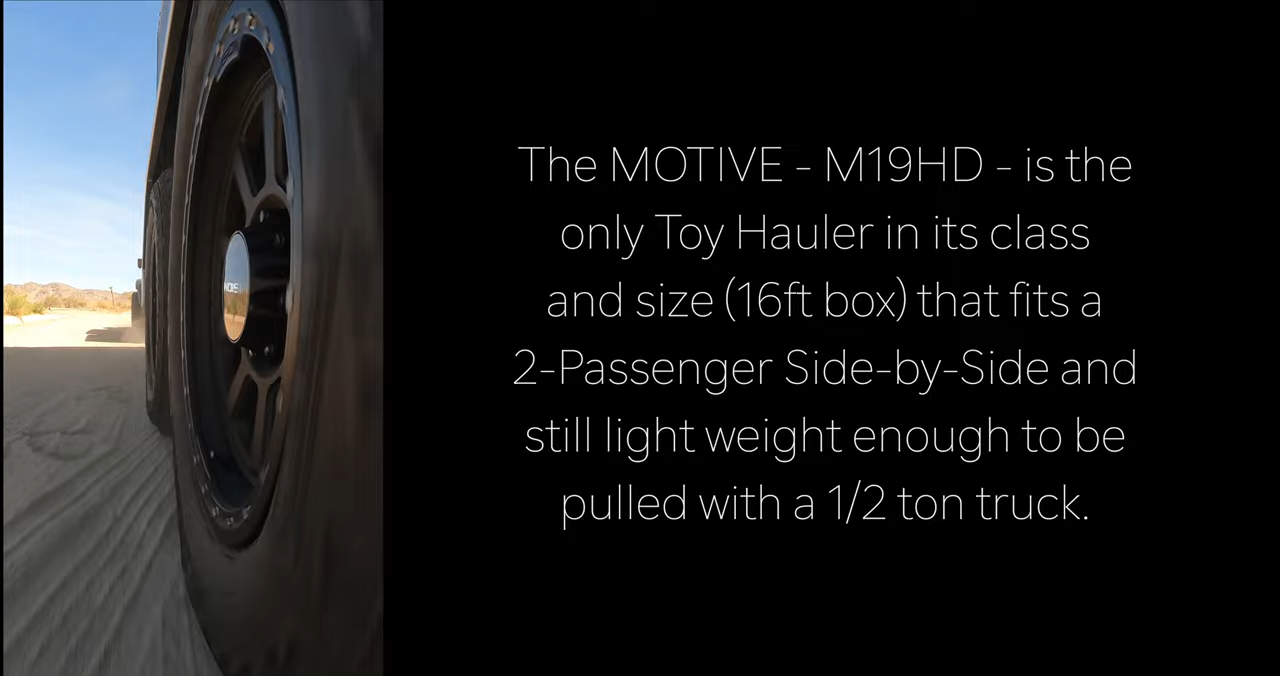 The MOTIVE - M19HD - is the
only Toy Hauler in its class
and size (16ft box) that fits a
2-Passenger Side-by-Side and
still light weight enough to be
pulled with a 1/2 ton truck.